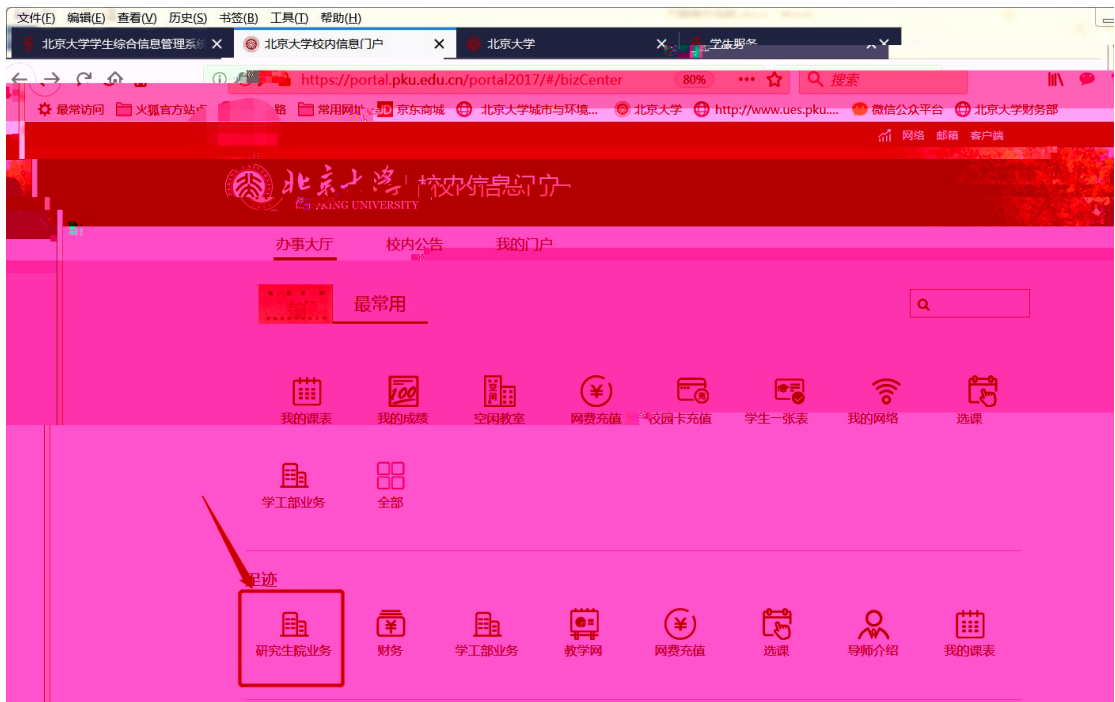 文件(F) 编辑(E) 查看(V) 历史(S) 书签(B) 工具(T) 帮助(H)
北京大学学生综合信息管理系统 × 北京大学校内信息门户 × 北京大学 ×
https://portal.pku.edu.cn/portal2017/#/bizCenter 80% 搜索
最常访问 火狐官方站点 常用网址 JD 京东商城 北京大学城市与环境... 北京大学 http://www.ues.pku.... 微信公众平台 北京大学财务部
网络 邮箱 客户端
北京大学 校内信息门户
UNIVERSITY
办事大厅 校内公告 我的门户
最常用
我的课表 我的成绩 空闲教室 网费充值 校园卡充值 学生一张表 我的网络 选课
学工部业务 全部
足迹
研究生院业务 财务 学工部业务 教学网 网费充值 选课 导师介绍 我的课表